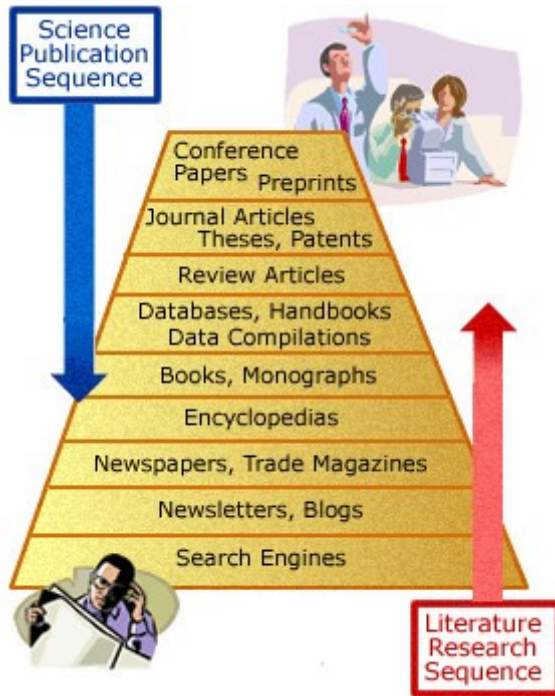 Science
Publication
Sequence
Conference
Papers Preprints
Journal Articles
Theses, Patents
Review Articles
Databases, Handbooks
Data Compilations
Books, Monographs
Encyclopedias
Newspapers, Trade Magazines
Newsletters, Blogs
Search Engines
Literature
Research
Sequence